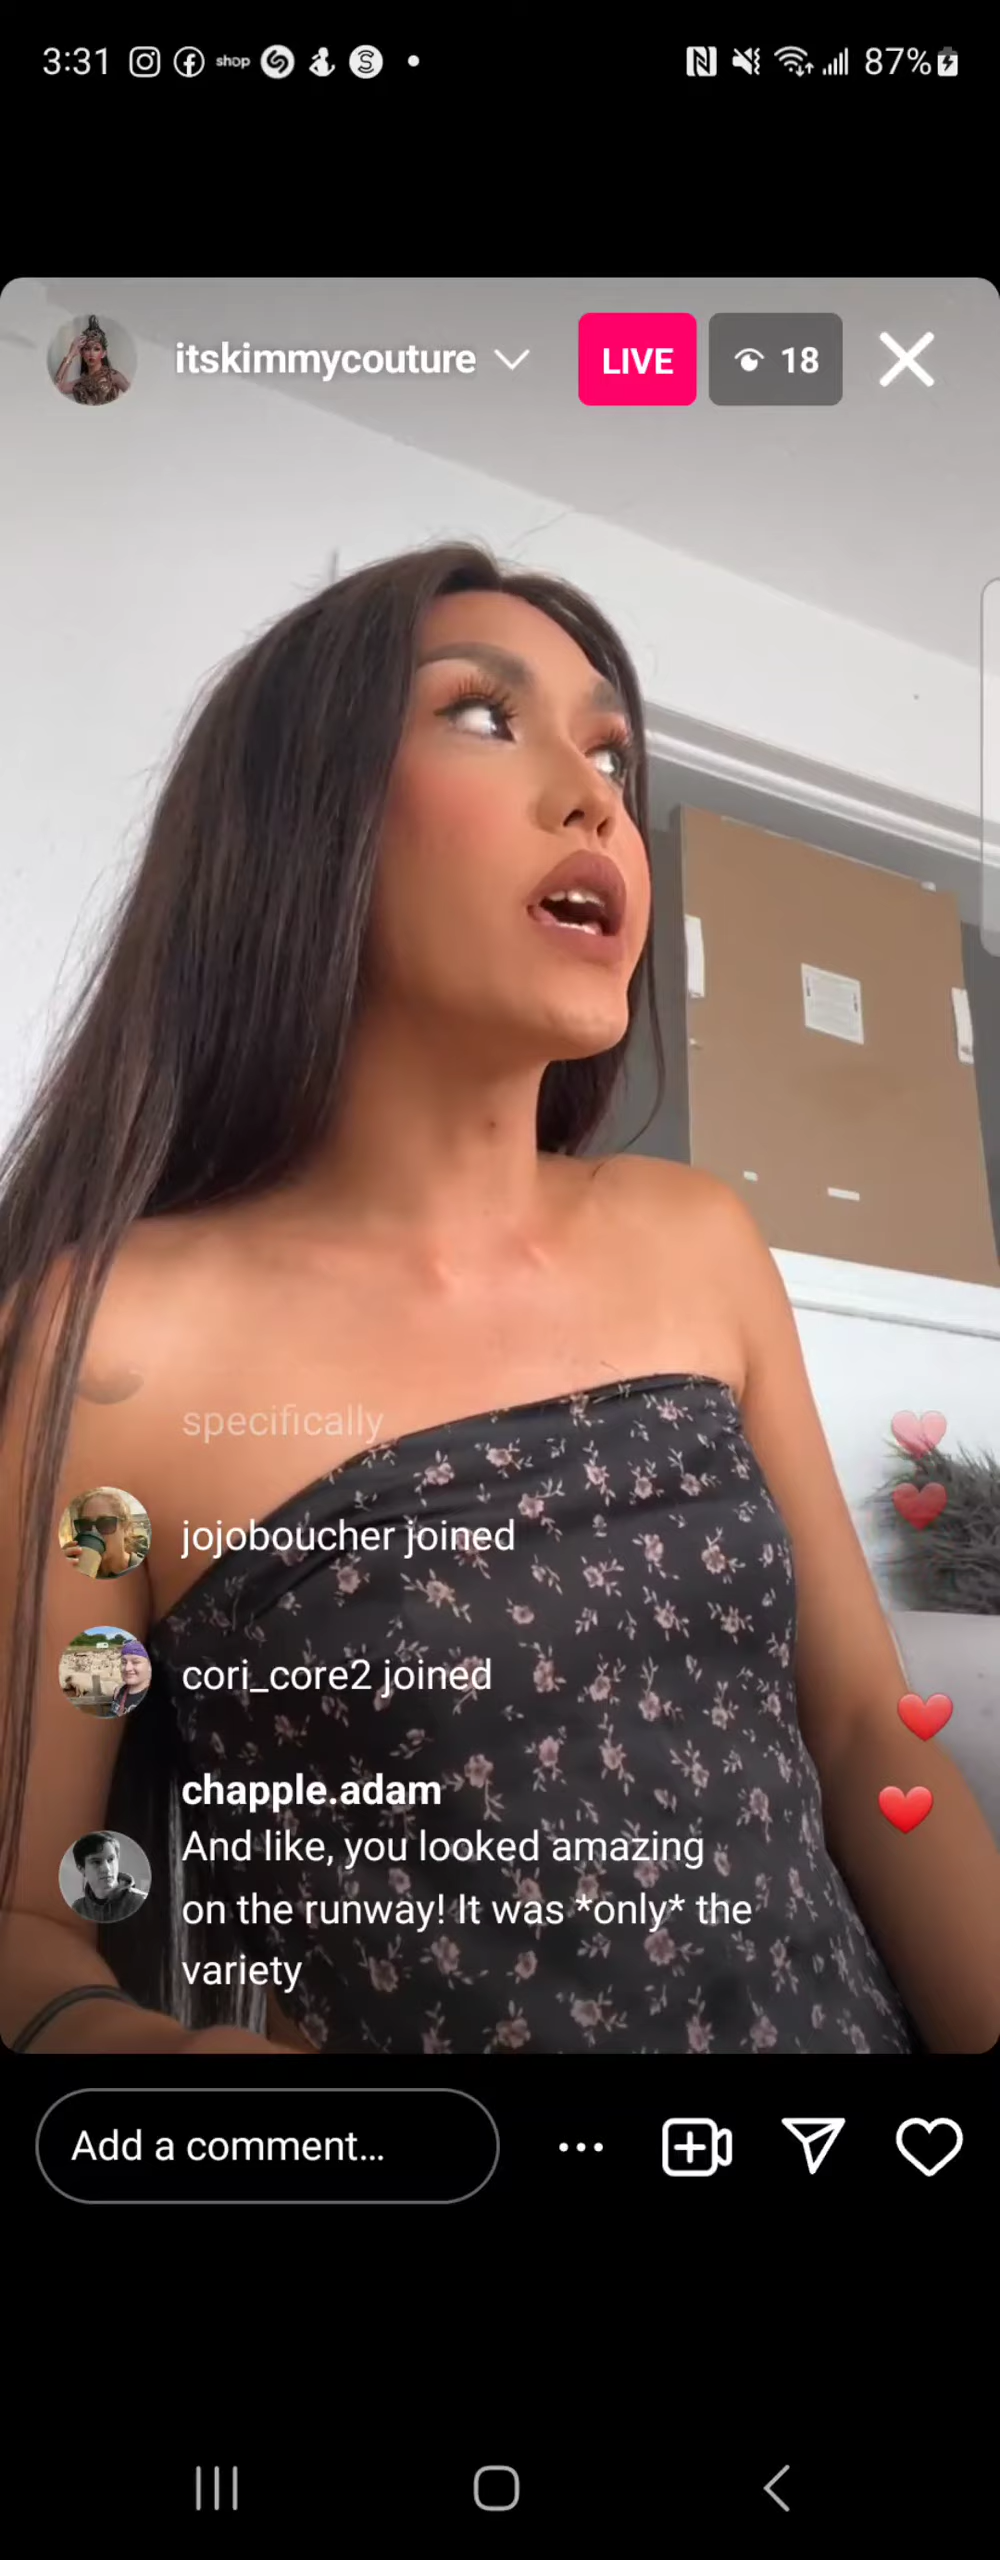 3:31 shop 87%
itskimmycouture LIVE 18
specifically
jojoboucher joined
cori_core2 joined
chapple.adam
And like, you looked amazing
on the runway! It was *only* the
variety
Add a comment...